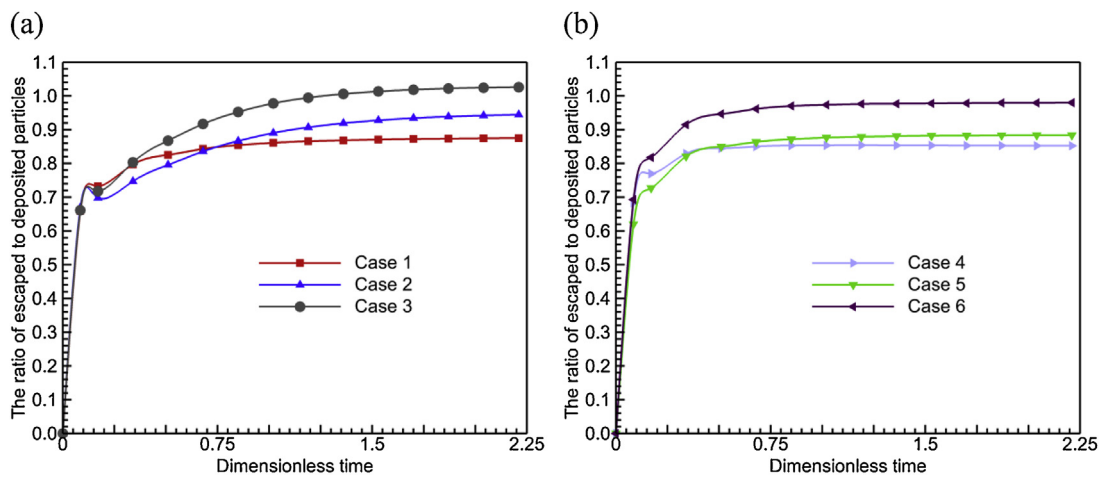 (a)
The ratio of escaped to deposited particles
1.1
1.0
0.9
0.8
0.7
0.6
0.5
0.4
0.3
0.2
0.1
0.0
0 0.75 1.5 2.25
Dimensionless time
Case 1
Case 2
Case 3
(b)
The ratio of escaped to deposited particles
1.1
1.0
0.9
0.8
0.7
0.6
0.5
0.4
0.3
0.2
0.1
0.0
0 0.75 1.5 2.25
Dimensionless time
Case 4
Case 5
Case 6